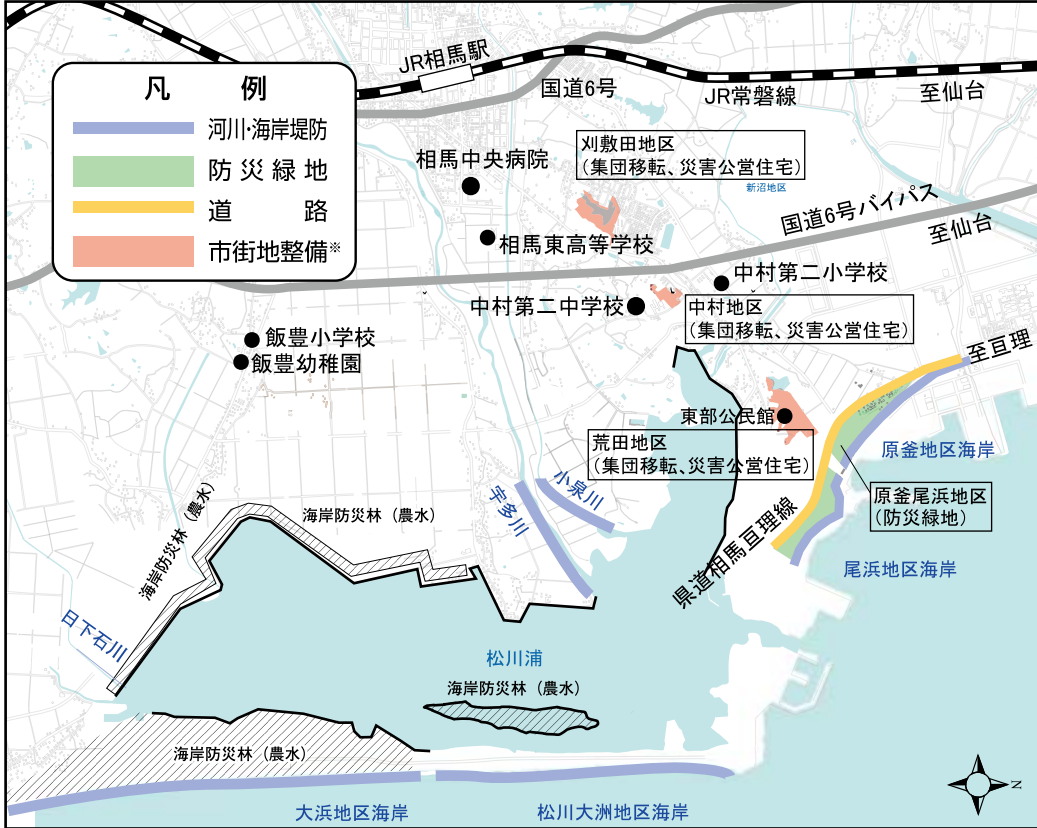 凡例
河川・海岸堤防
防災緑地
道路
市街地整備※
JR相馬駅
国道6号
JR常磐線
至仙台
刈敷田地区
(集団移転、災害公営住宅)
新沼地区
相馬中央病院
相馬東高等学校
国道6号バイパス
至仙台
中村第二小学校
中村第二中学校
中村地区
(集団移転、災害公営住宅)
飯豊小学校
飯豊幼稚園
至亘理
東部公民館
荒田地区
(集団移転、災害公営住宅)
原釜地区海岸
原釜尾浜地区
(防災緑地)
小泉川
宇多川
県道相馬亘理線
尾浜地区海岸
海岸防災林(農水)
海岸防災林(農水)
日下石川
松川浦
海岸防災林(農水)
海岸防災林(農水)
大浜地区海岸
松川大洲地区海岸
N